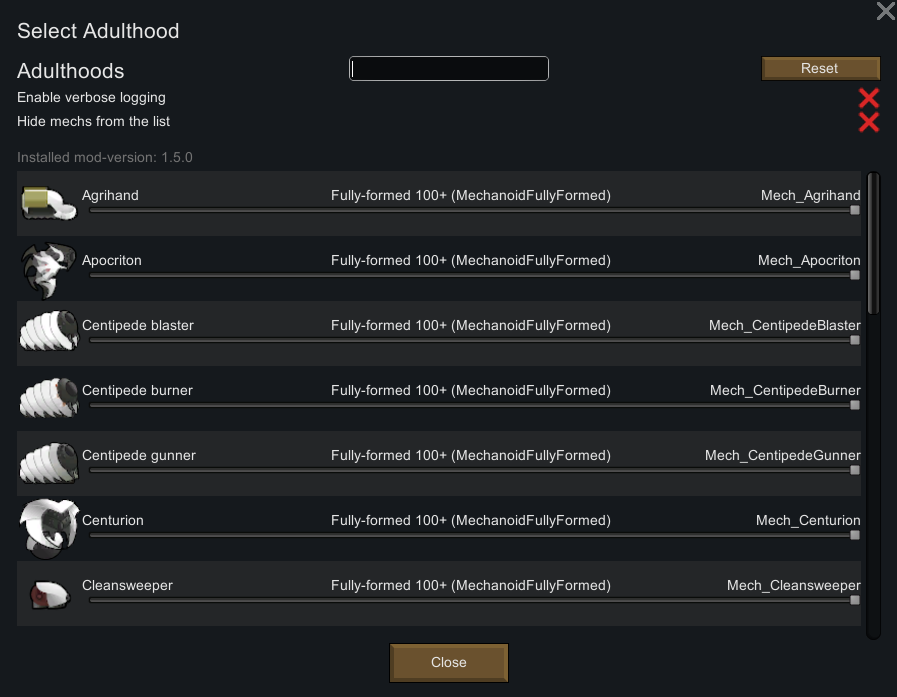 Select Adulthood
Adulthoods
Reset
Enable verbose logging
Hide mechs from the list
Installed mod-version: 1.5.0
Agrihand Fully-formed 100+ (MechanoidFullyFormed) Mech_Agrihand
Apocriton Fully-formed 100+ (MechanoidFullyFormed) Mech_Apocriton
Centipede blaster Fully-formed 100+ (MechanoidFullyFormed) Mech_CentipedeBlaster
Centipede burner Fully-formed 100+ (MechanoidFullyFormed) Mech_CentipedeBurner
Centipede gunner Fully-formed 100+ (MechanoidFullyFormed) Mech_CentipedeGunner
Centurion Fully-formed 100+ (MechanoidFullyFormed) Mech_Centurion
Cleansweeper Fully-formed 100+ (MechanoidFullyFormed) Mech_Cleansweeper
Close